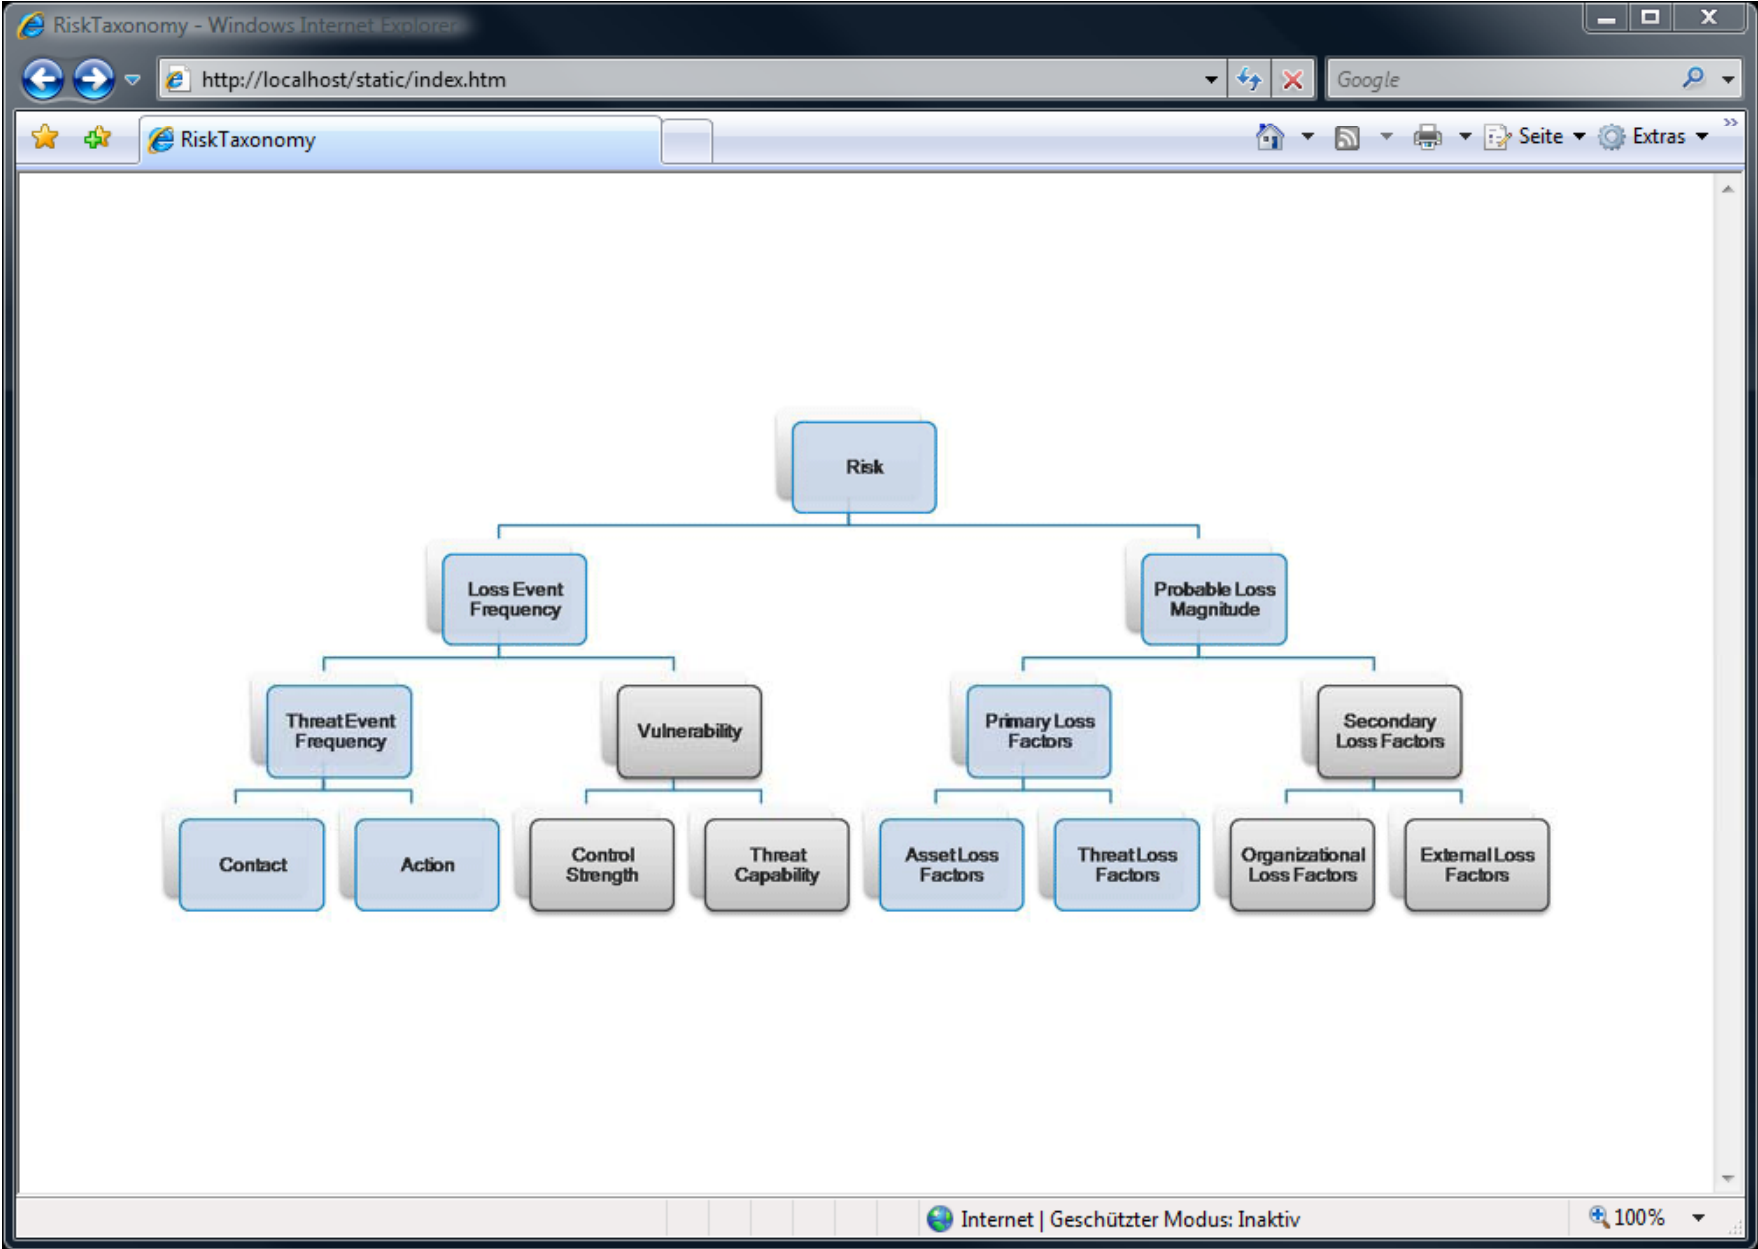 RiskTaxonomy - Windows Internet Explorer
http://localhost/static/index.htm
Google
RiskTaxonomy
Seite
Extras
Risk
Loss Event
Frequency
Probable Loss
Magnitude
Threat Event
Frequency
Vulnerability
Primary Loss
Factors
Secondary
Loss Factors
Contact
Action
Control
Strength
Threat
Capability
Asset Loss
Factors
Threat Loss
Factors
Organizational
Loss Factors
External Loss
Factors
Internet | Geschützter Modus: Inaktiv
100%